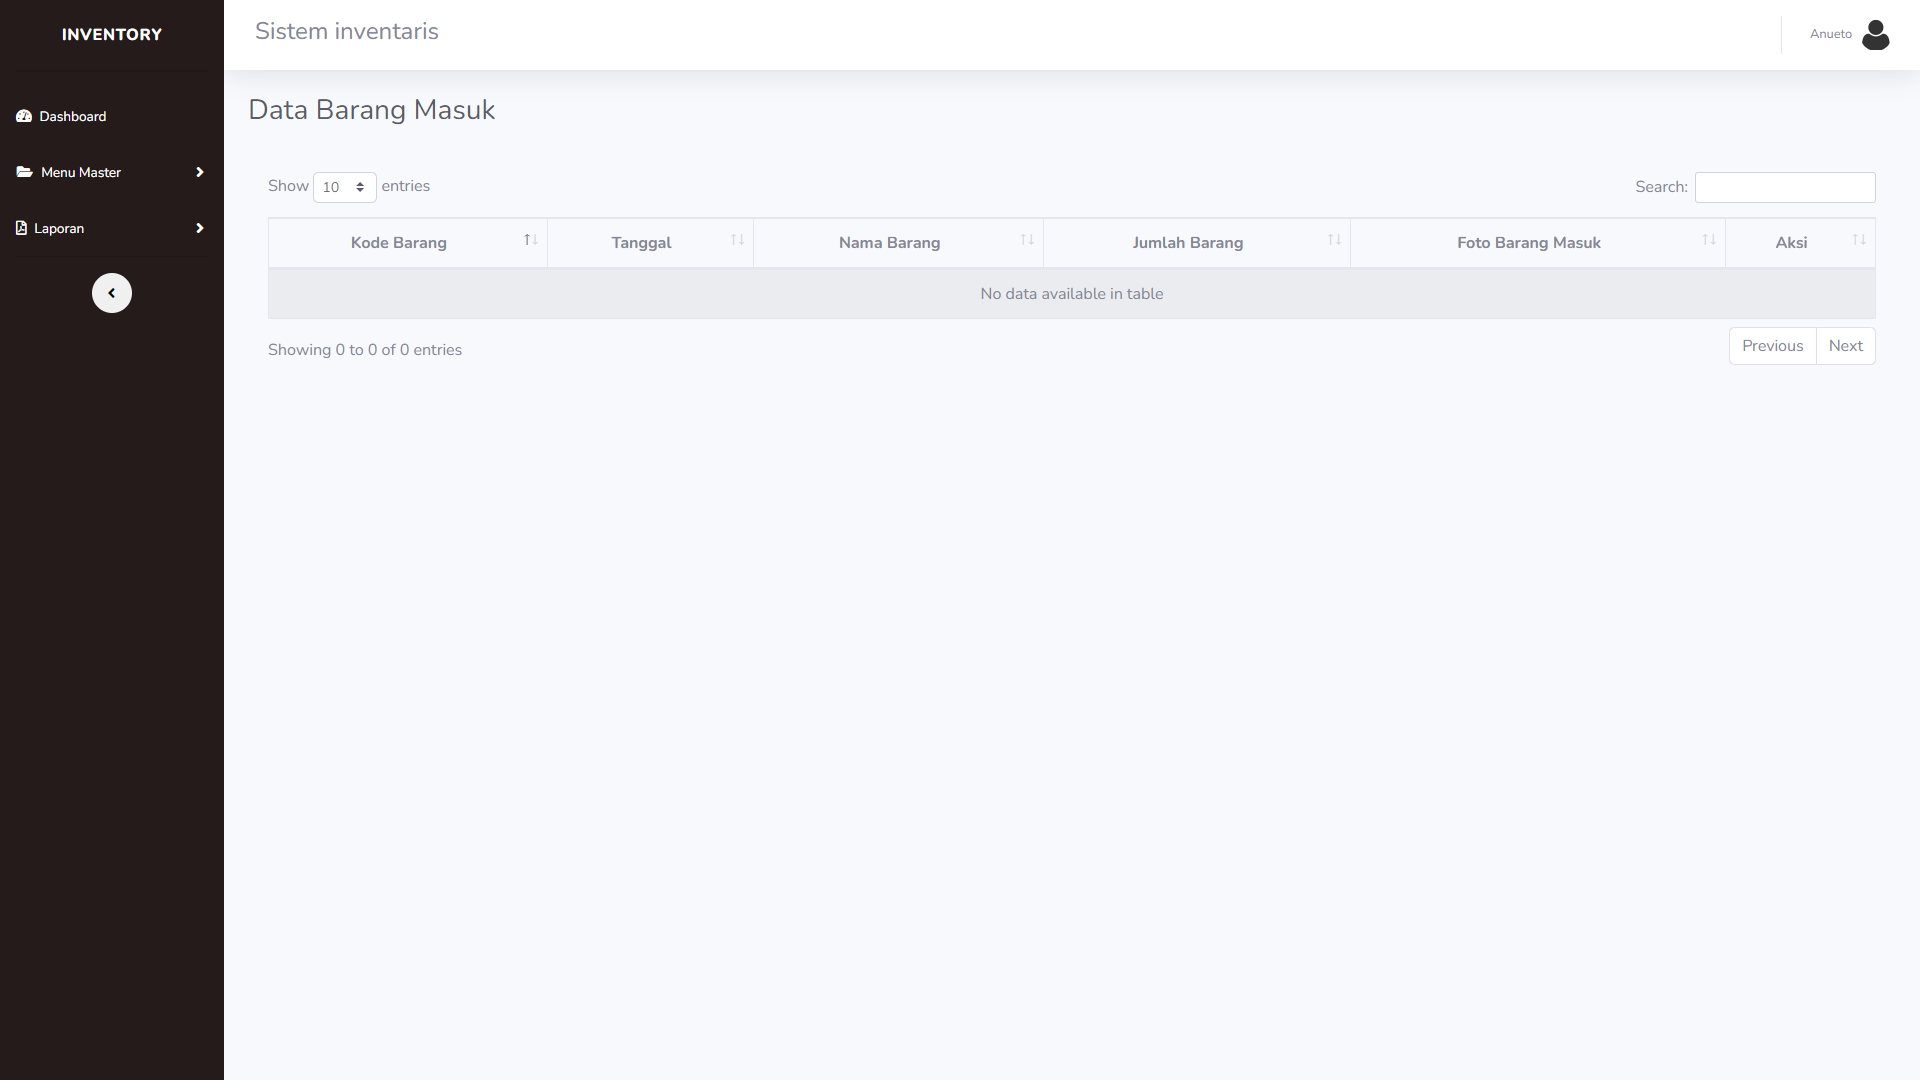 INVENTORY
Sistem inventaris
Anueto
Dashboard
Menu Master
Laporan
Data Barang Masuk
Show 10 entries
Search:
Kode Barang Tanggal Nama Barang Jumlah Barang Foto Barang Masuk Aksi
No data available in table
Showing 0 to 0 of 0 entries
Previous Next